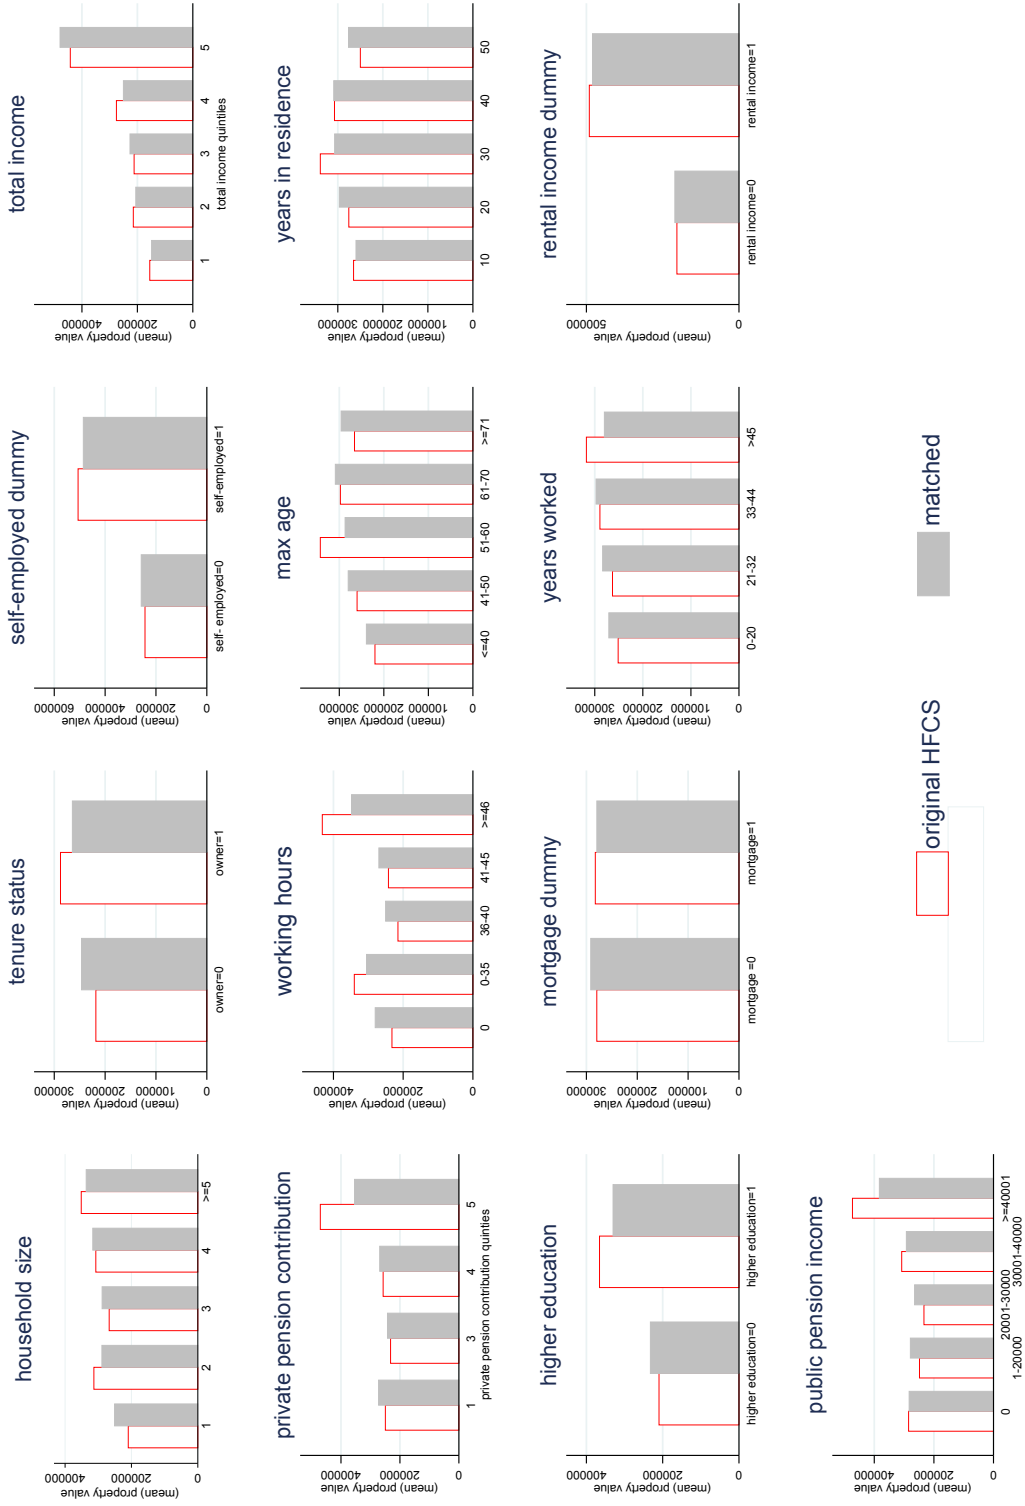 household size
(mean) property value
0
200000
400000
1
2
3
4
>=5
tenure status
(mean) property value
0
100000
200000
300000
owner=0
owner=1
self-employed dummy
(mean) property value
0
200000
400000
600000
self- employed=0
self-employed=1
total income
(mean) property value
0
200000
400000
1
2
3
4
5
total income quintiles
private pension contribution
(mean) property value
0
200000
400000
1
3
4
5
private pension contribution quinties
working hours
(mean) property value
0
200000
400000
0
0-35
36-40
41-45
>=46
max age
(mean) property value
0
100000
200000
300000
<=40
41-50
51-60
61-70
>=71
years in residence
(mean) property value
0
100000
200000
300000
10
20
30
40
50
higher education
(mean) property value
0
200000
400000
higher education=0
higher education=1
mortgage dummy
(mean) property value
0
100000
200000
300000
mortgage =0
mortgage=1
years worked
(mean) property value
0
100000
200000
300000
0-20
21-32
33-44
>45
rental income dummy
(mean) property value
0
500000
rental income=0
rental income=1
public pension income
(mean) property value
0
200000
400000
0
1-20000
20001-30000
30001-40000
>=40001
original HFCS
matched